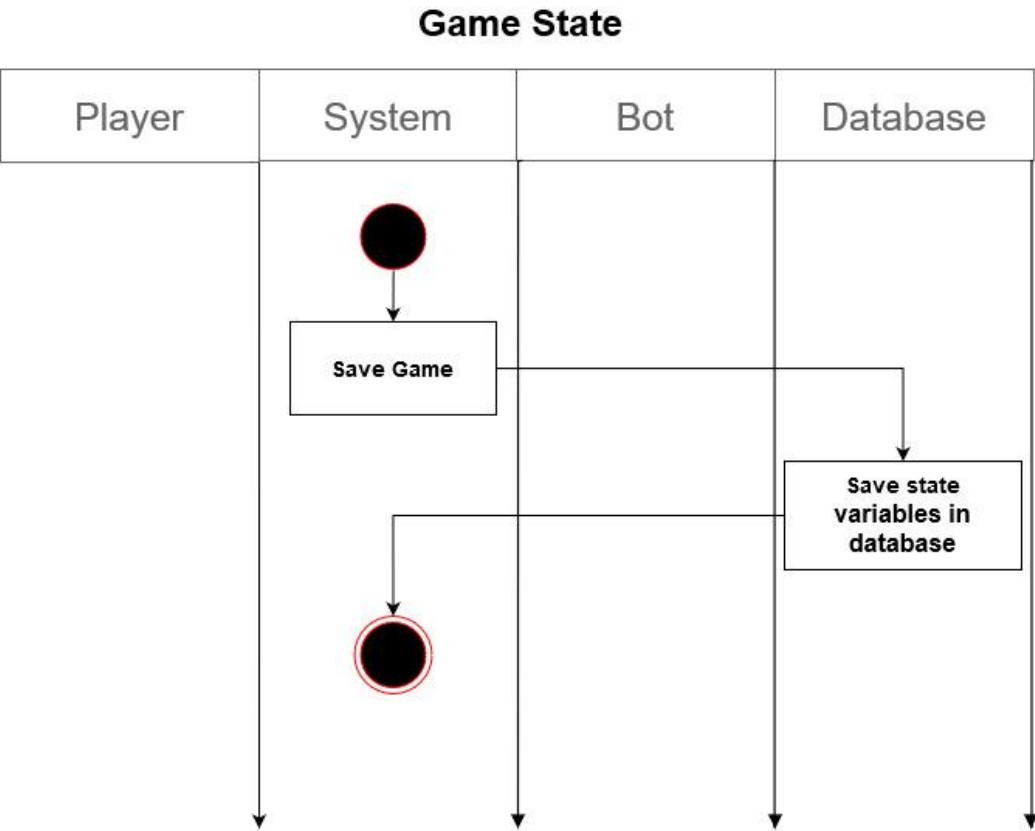 Game State
Player
System
Bot
Database
Save Game
Save state
variables in
database